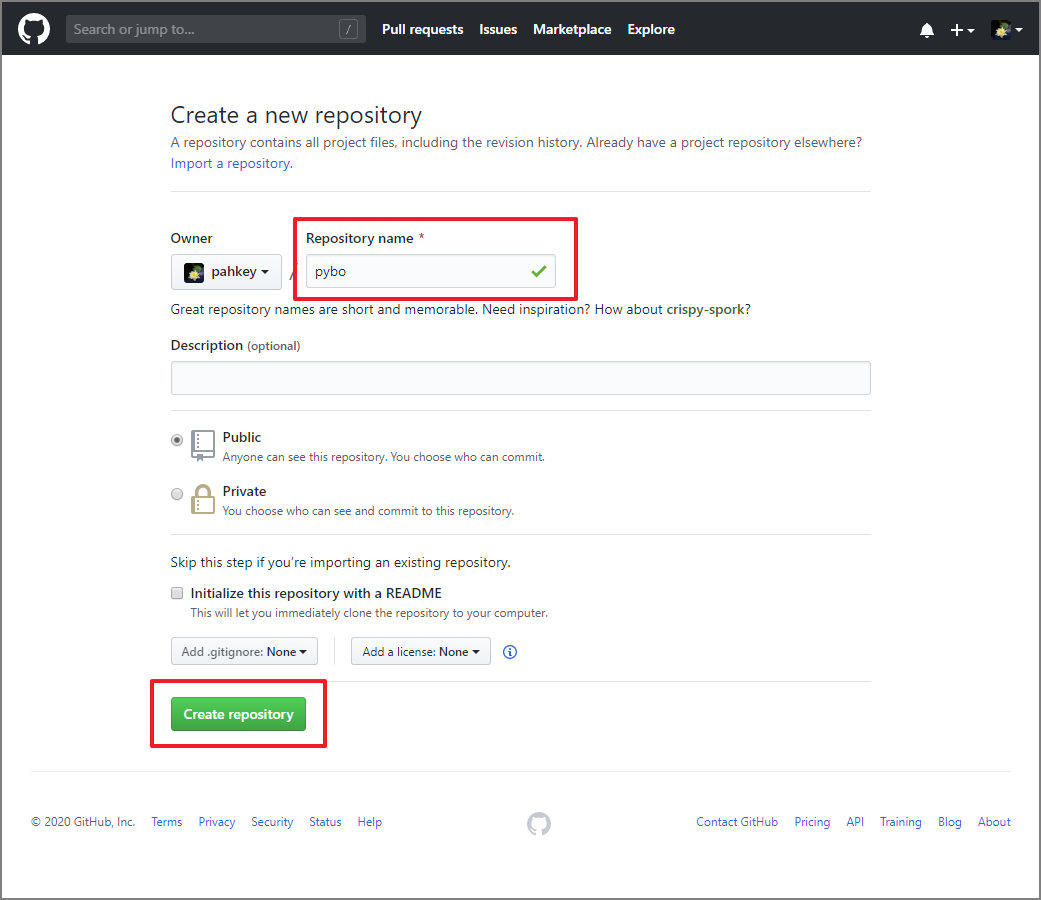 Search or jump to... / Pull requests Issues Marketplace Explore
Create a new repository
A repository contains all project files, including the revision history. Already have a project repository elsewhere?
Import a repository.
Owner Repository name *
pahkey / pybo
Great repository names are short and memorable. Need inspiration? How about crispy-spork?
Description (optional)
Public
Anyone can see this repository. You choose who can commit.
Private
You choose who can see and commit to this repository.
Skip this step if you're importing an existing repository.
Initialize this repository with a README
This will let you immediately clone the repository to your computer.
Add .gitignore: None Add a license: None
Create repository
© 2020 GitHub, Inc. Terms Privacy Security Status Help Contact GitHub Pricing API Training Blog About